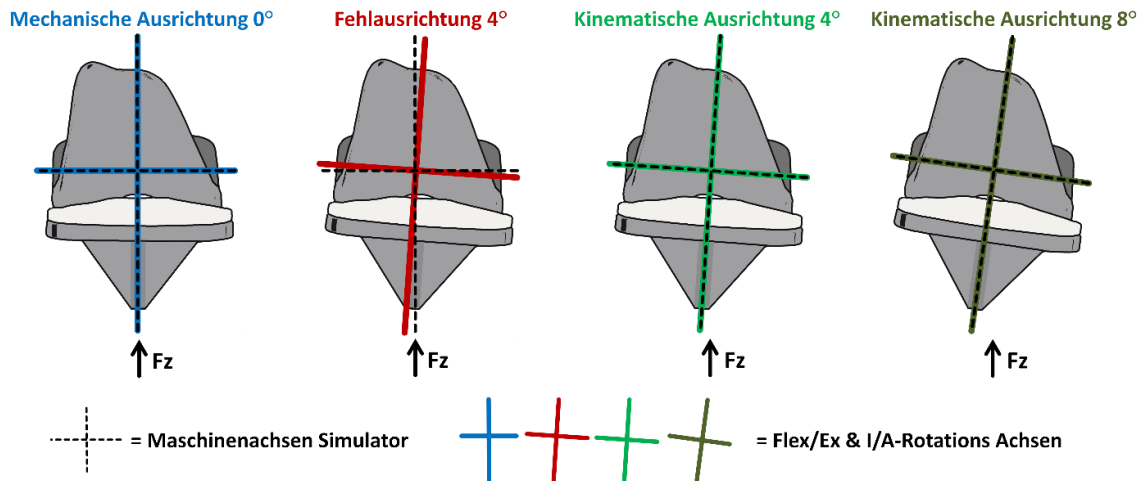 Mechanische Ausrichtung 0°
Fehlausrichtung 4°
Kinematische Ausrichtung 4°
Kinematische Ausrichtung 8°
Fz
Fz
Fz
Fz
= Maschinenachsen Simulator
= Flex/Ex & I/A-Rotations Achsen